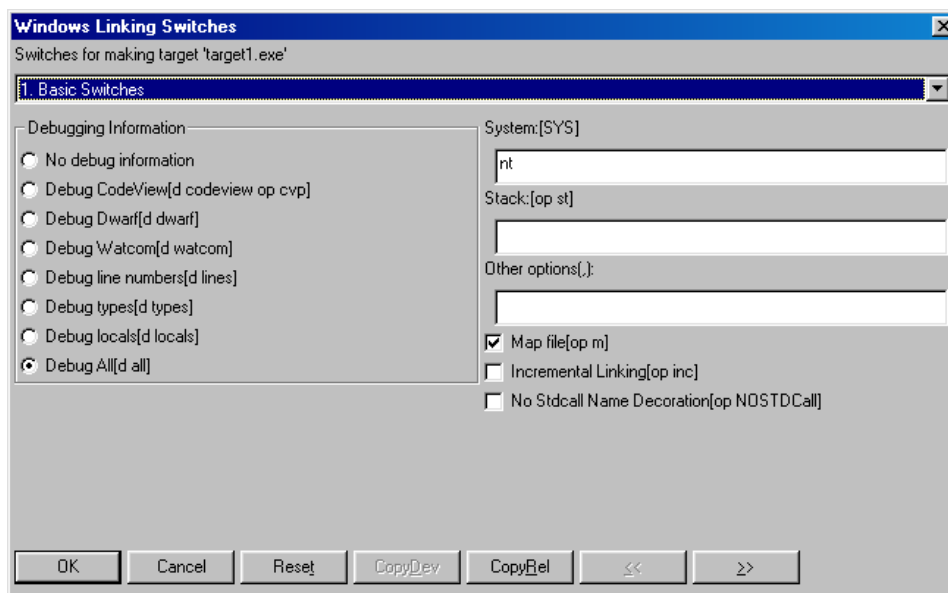 Windows Linking Switches
Switches for making target 'target1.exe'
1. Basic Switches
Debugging Information
No debug information
Debug CodeView[d codeview op cvp]
Debug Dwarf[d dwarf]
Debug Watcom[d watcom]
Debug line numbers[d lines]
Debug types[d types]
Debug locals[d locals]
Debug All[d all]
System:[SYS]
nt
Stack:[op st]
Other options(,):
Map file[op m]
Incremental Linking[op inc]
No Stdcall Name Decoration[op NOSTDCall]
OK Cancel Reset CopyDev CopyRel << >>